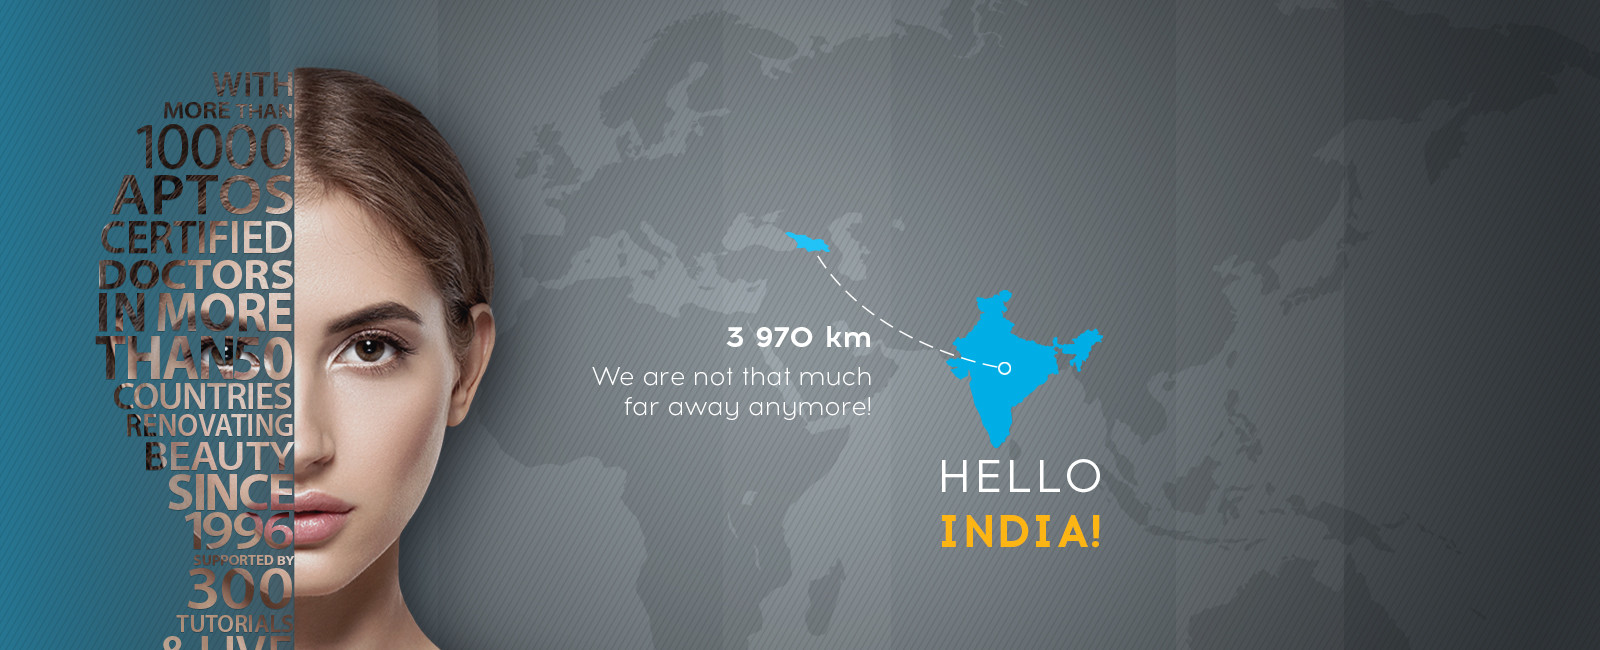 WITH
MORE THAN
10000
APTOS
CERTIFIED
DOCTORS
IN MORE
THAN 50
COUNTRIES
RENOVATING
BEAUTY
SINCE
1996
SUPPORTED BY
300
TUTORIALS
& LIVE
3 970 km
We are not that much
far away anymore!
HELLO
INDIA!